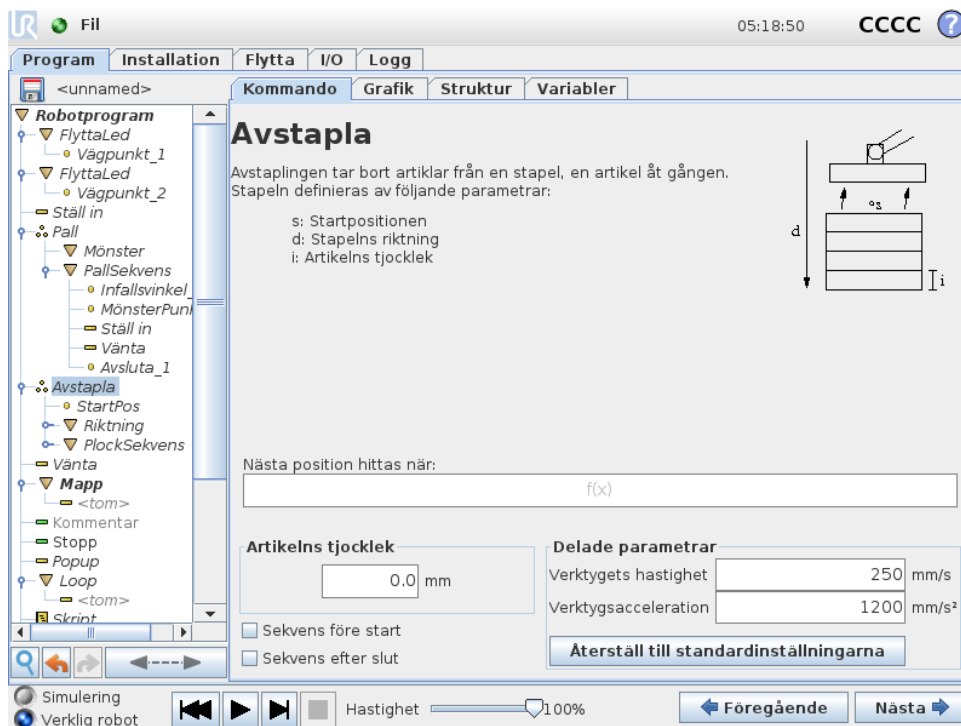 UR Fil 05:18:50 CCCC ?
Program Installation Flytta I/O Logg
<unnamed>
Kommando Grafik Struktur Variabler
Robotprogram
FlyttaLed
Vägpunkt_1
FlyttaLed
Vägpunkt_2
Ställ in
Pall
Mönster
PallSekvens
Infallsvinkel_
MönsterPun
Ställ in
Vänta
Avsluta_1
Avstapla
StartPos
Riktning
PlockSekvens
Vänta
Mapp
<tom>
Kommentar
Stopp
Popup
Loop
<tom>
Skript
Avstapla
Avstaplingen tar bort artiklar från en stapel, en artikel åt gången.
Stapeln definieras av följande parametrar:
s: Startpositionen
d: Stapelns riktning
i: Artikelns tjocklek
s
d
i
Nästa position hittas när:
f(x)
Artikelns tjocklek
0.0 mm
Sekvens före start
Sekvens efter slut
Delade parametrar
Verktygets hastighet 250 mm/s
Verktygsacceleration 1200 mm/s²
Återställ till standardinställningarna
Simulering
Verklig robot
Hastighet 100%
Föregående
Nästa